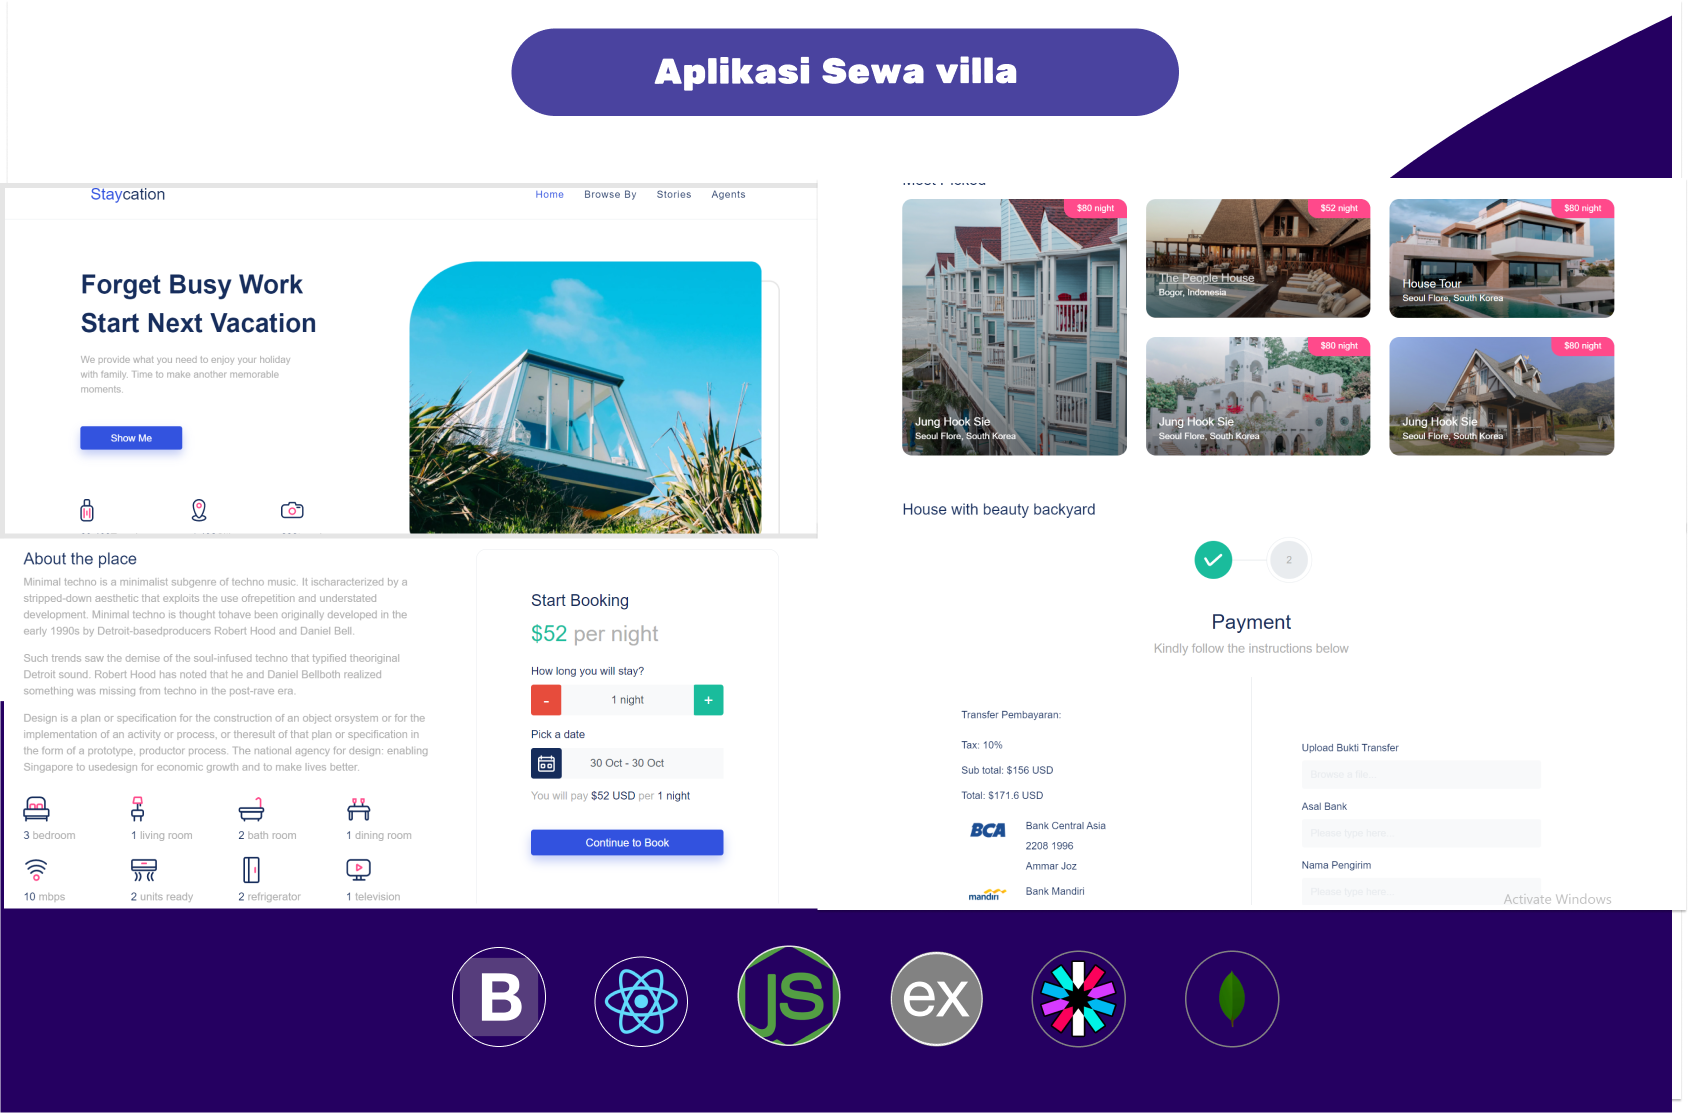 Aplikasi Sewa villa
Staycation
Home Browse By Stories Agents
Forget Busy Work
Start Next Vacation
We provide what you need to enjoy your holiday
with family. Time to make another memorable
moments.
Show Me
Most Picked
$80 night
Jung Hook Sie
Seoul Flore, South Korea
$52 night
The People House
Bogor, Indonesia
$80 night
House Tour
Seoul Flore, South Korea
$80 night
Jung Hook Sie
Seoul Flore, South Korea
$80 night
Jung Hook Sie
Seoul Flore, South Korea
House with beauty backyard
About the place
Minimal techno is a minimalist subgenre of techno music. It ischaracterized by a
stripped-down aesthetic that exploits the use ofrepetition and understated
development. Minimal techno is thought tohave been originally developed in the
early 1990s by Detroit-basedproducers Robert Hood and Daniel Bell.
Such trends saw the demise of the soul-infused techno that typified theoriginal
Detroit sound. Robert Hood has noted that he and Daniel Bellboth realized
something was missing from techno in the post-rave era.
Design is a plan or specification for the construction of an object orsystem or for the
implementation of an activity or process, or theresult of that plan or specification in
the form of a prototype, productor process. The national agency for design: enabling
Singapore to usedesign for economic growth and to make lives better.
3 bedroom
1 living room
2 bath room
1 dining room
10 mbps
2 units ready
2 refrigerator
1 television
Start Booking
$52 per night
How long you will stay?
- 1 night +
Pick a date
30 Oct - 30 Oct
You will pay $52 USD per 1 night
Continue to Book
2
Payment
Kindly follow the instructions below
Transfer Pembayaran:
Tax: 10%
Sub total: $156 USD
Total: $171.6 USD
BCA
Bank Central Asia
2208 1996
Ammar Joz
mandiri
Bank Mandiri
Upload Bukti Transfer
Browse a file...
Asal Bank
Please type here...
Nama Pengirim
Please type here...
Activate Windows
B
JS
ex